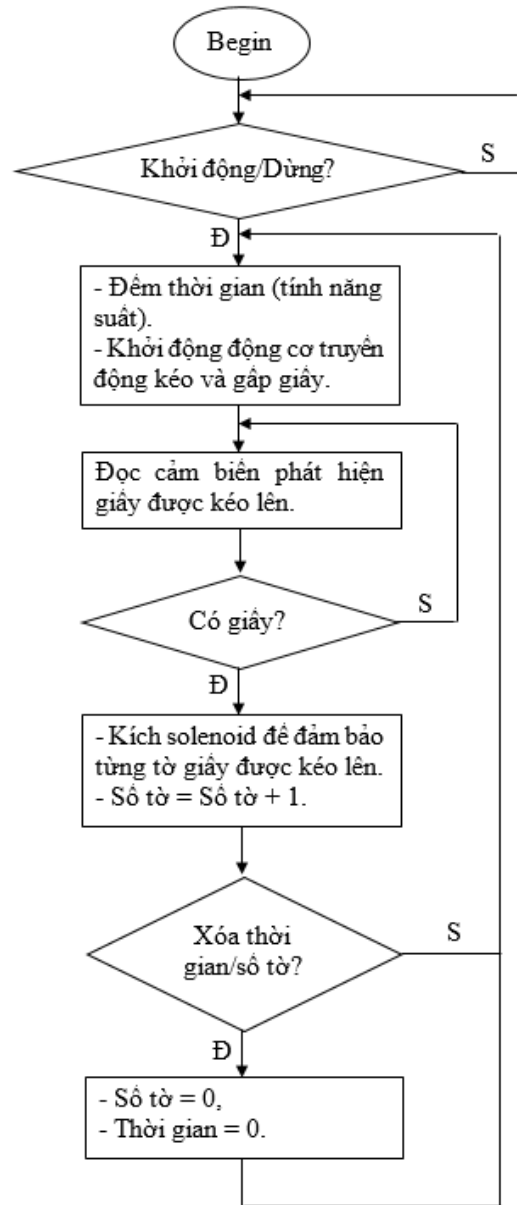 Begin
Khởi động/Dừng?
S
Đ
- Đếm thời gian (tính năng
suất).
- Khởi động động cơ truyền
động kéo và gấp giấy.
Đọc cảm biến phát hiện
giấy được kéo lên.
Có giấy?
S
Đ
- Kích solenoid để đảm bảo
từng tờ giấy được kéo lên.
- Số tờ = Số tờ + 1.
Xóa thời
gian/số tờ?
S
Đ
- Số tờ = 0,
- Thời gian = 0.